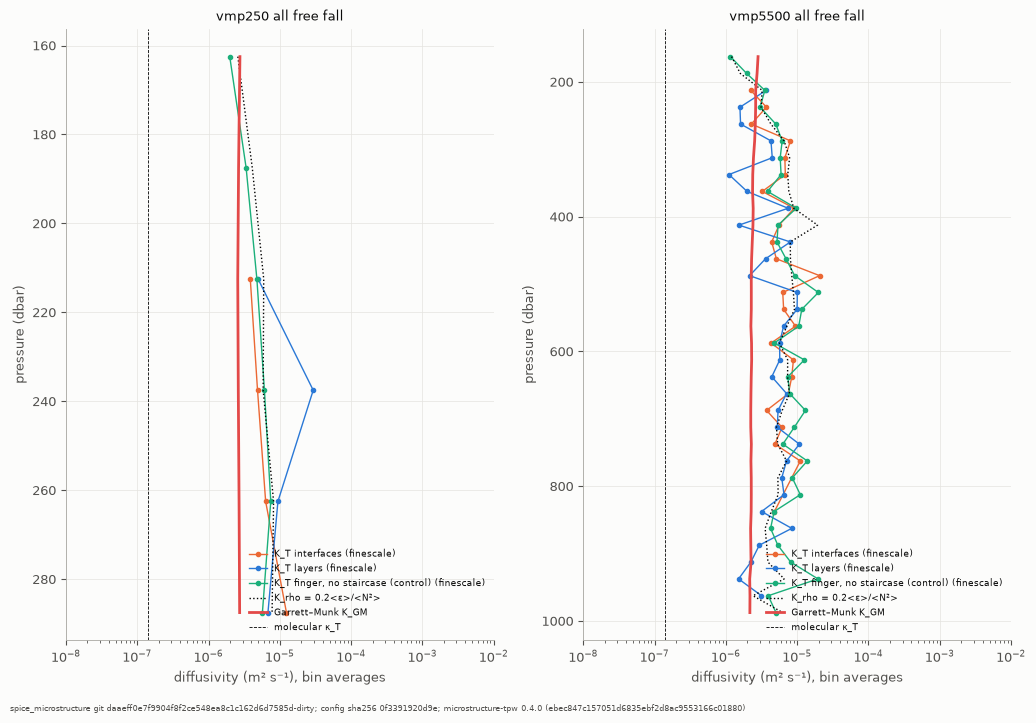 vmp250 all free fall
vmp5500 all free fall
pressure (dbar)
160
180
200
220
240
260
280
10⁻⁸
10⁻⁷
10⁻⁶
10⁻⁵
10⁻⁴
10⁻³
10⁻²
diffusivity (m² s⁻¹), bin averages
K_T interfaces (finescale)
K_T layers (finescale)
K_T finger, no staircase (control) (finescale)
K_rho = 0.2<ε>/<N²>
Garrett–Munk K_GM
molecular κ_T
pressure (dbar)
200
400
600
800
1000
10⁻⁸
10⁻⁷
10⁻⁶
10⁻⁵
10⁻⁴
10⁻³
10⁻²
diffusivity (m² s⁻¹), bin averages
K_T interfaces (finescale)
K_T layers (finescale)
K_T finger, no staircase (control) (finescale)
K_rho = 0.2<ε>/<N²>
Garrett–Munk K_GM
molecular κ_T
spice_microstructure git daaeff0e7f9904f8f2ce548ea8c1c162d6d7585d-dirty; config sha256 0f3391920d9e; microstructure-tpw 0.4.0 (ebec847c157051d6835ebf2d8ac9553166c01880)